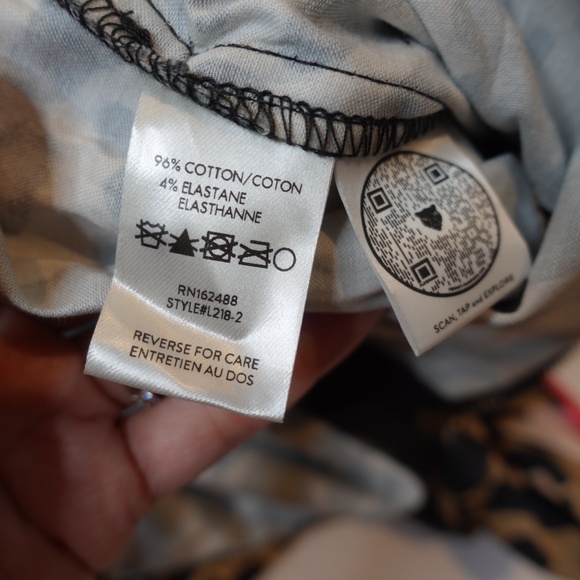 96% COTTON/COTON
4% ELASTANE
ELASTHANNE
RN162488
STYLE#L218-2
REVERSE FOR CARE
ENTRETIEN AU DOS
SCAN, TAP and EXPLORE